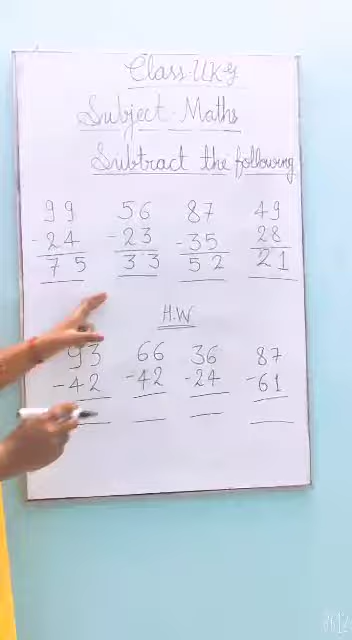 Class-U.K.G
Subject-Maths
Subtract the following
99 56 87 49
-24 -23 -35 28
75 33 52 21
H.W
93 66 36 87
-42 -42 -24 -61